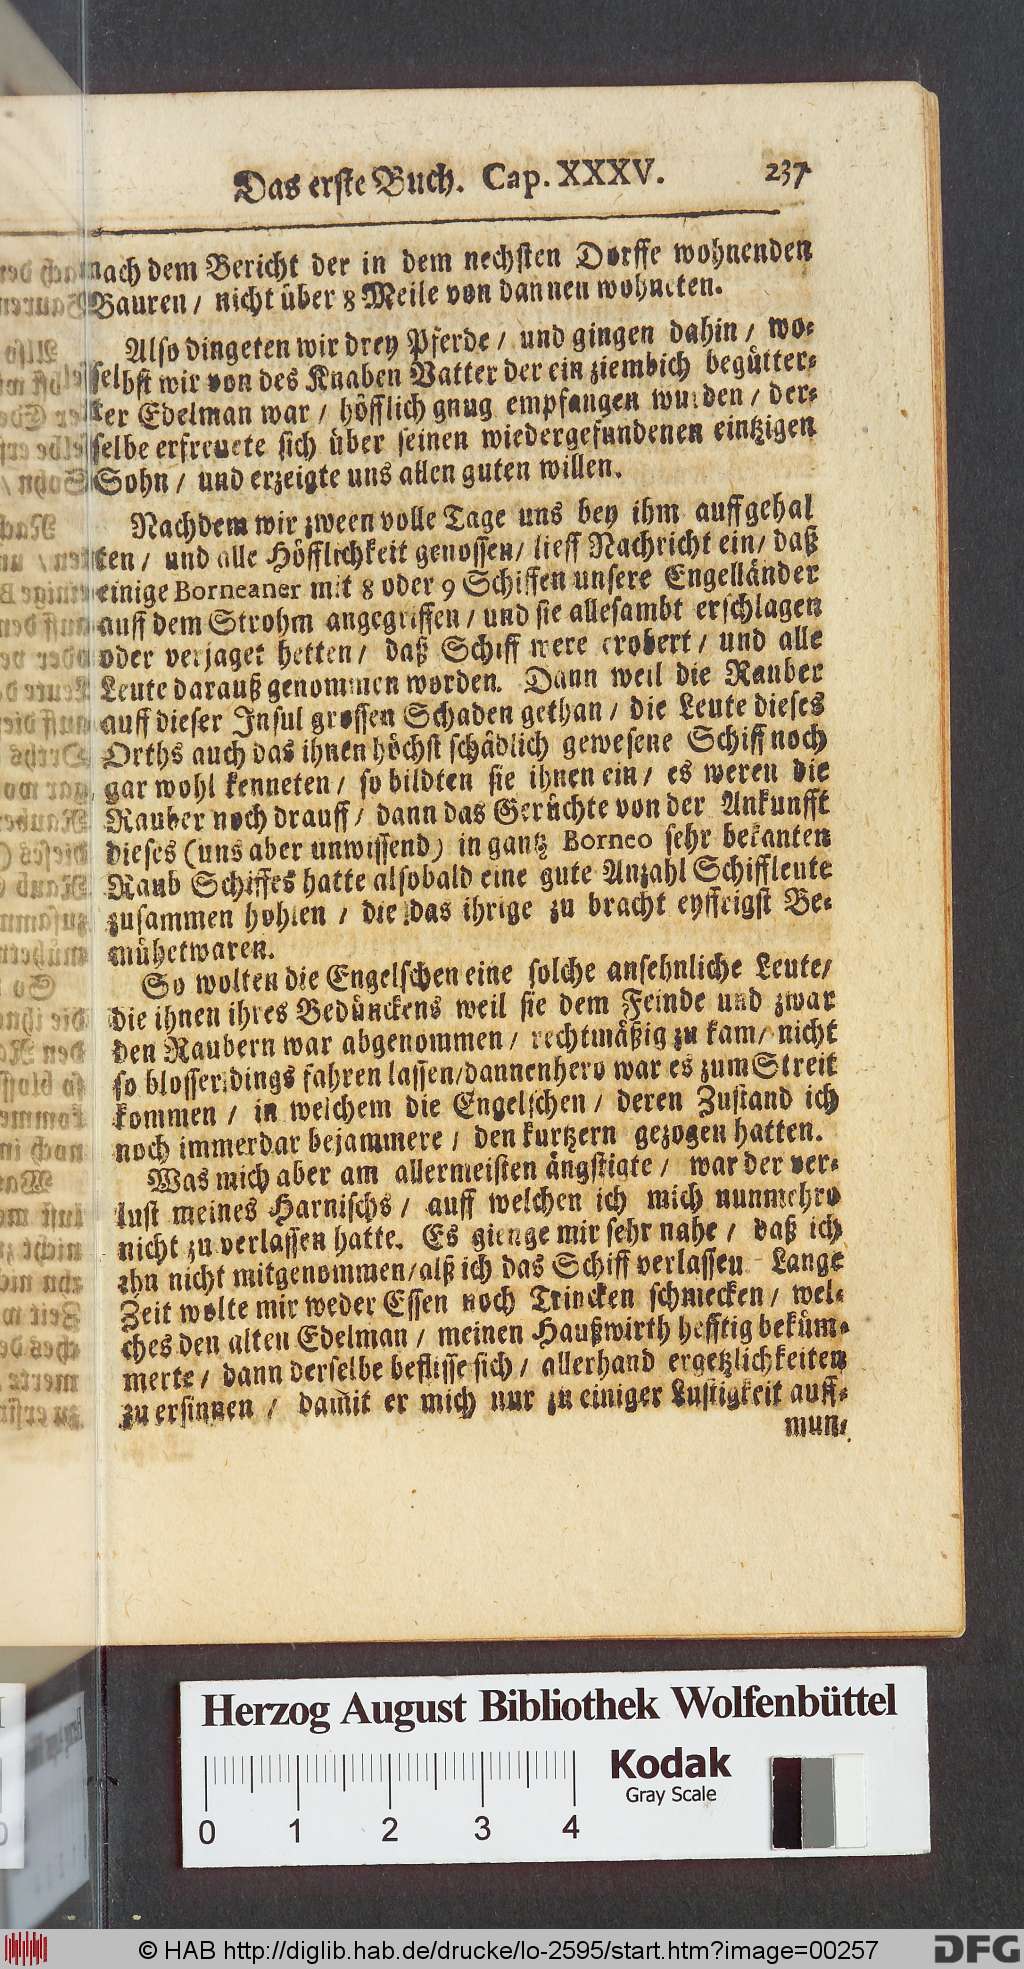 Das erste Buch. Cap. XXXV. 237
nach dem Bericht der in dem nechsten Dorffe wohnenden
Bauren / nicht über 8 Meile von dannen wohneten.
Also dingeten wir drey Pferde / und gingen dahin / wo-
selbst wir von des Knaben Vatter der ein ziembich begütter-
ter Edelman war / höfflich gnug empfangen wurden / der-
selbe erfreuete sich über seinen wiedergefundenen eintzigen
Sohn / und erzeigte uns allen guten willen.
Nachdem wir zween volle Tage uns bey ihm auffgehal
ten / und alle Höfflichkeit genossen / lieff Nachricht ein / daß
einige Borneaner mit 8 oder 9 Schiffen unsere Engelländer
auff dem Strohm angegriffen / und sie allesambt erschlagen
oder verjaget hetten / daß Schiff were erobert / und alle
Leute darauß genommen worden. Dann weil die Rauber
auff dieser Insul grossen Schaden gethan / die Leute dieses
Orths auch das ihnen höchst schädlich gewesene Schiff noch
gar wohl kenneten / so bildten sie ihnen ein / es weren die
Rauber noch drauff / dann das Gerüchte von der Ankunfft
dieses (uns aber unwissend) in gantz Borneo sehr bekanten
Raub Schiffes hatte alsobald eine gute Anzahl Schiffleute
zusammen hohlen / die das ihrige zu bracht eyffrigst Be-
mühetwaren.
So wolten die Engelschen eine solche ansehnliche Leute /
die ihnen ihres Bedünckens weil sie dem Feinde und zwar
den Raubern war abgenommen / rechtmäßig zu kam / nicht
so blosserdings fahren lassen / dannenhero war es zum Streit
kommen / in welchem die Engelschen / deren Zustand ich
noch immerdar bejammere / den kurtzern gezogen hatten.
Was mich aber am allermeisten ängstigte / war der ver-
lust meines Harnischs / auff welchen ich mich nunmehro
nicht zu verlassen hatte. Es gienge mir sehr nahe / daß ich
ihn nicht mitgenommen / alß ich das Schiff verlassen Lange
Zeit wolte mir weder Essen noch Trincken schmecken / wel-
ches den alten Edelman / meinen Haußwirth hefftig beküm-
merte / dann derselbe beflisse sich / allerhand ergetzlichkeiten
zu ersinnen / damit er mich nur zu einiger Lustigkeit auff-
mun-
Herzog August Bibliothek Wolfenbüttel
Kodak
Gray Scale
0 1 2 3 4
© HAB http://diglib.hab.de/drucke/lo-2595/start.htm?image=00257
DFG